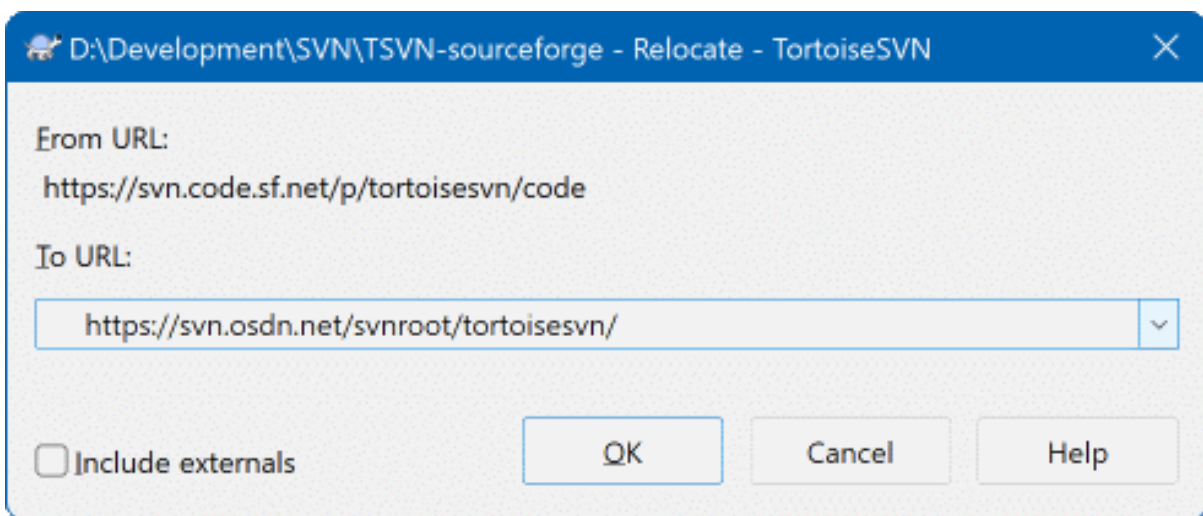 D:\Development\SVN\TSVN-sourceforge - Relocate - TortoiseSVN
From URL:
https://svn.code.sf.net/p/tortoisesvn/code
To URL:
https://svn.osdn.net/svnroot/tortoisesvn/
Include externals
OK
Cancel
Help